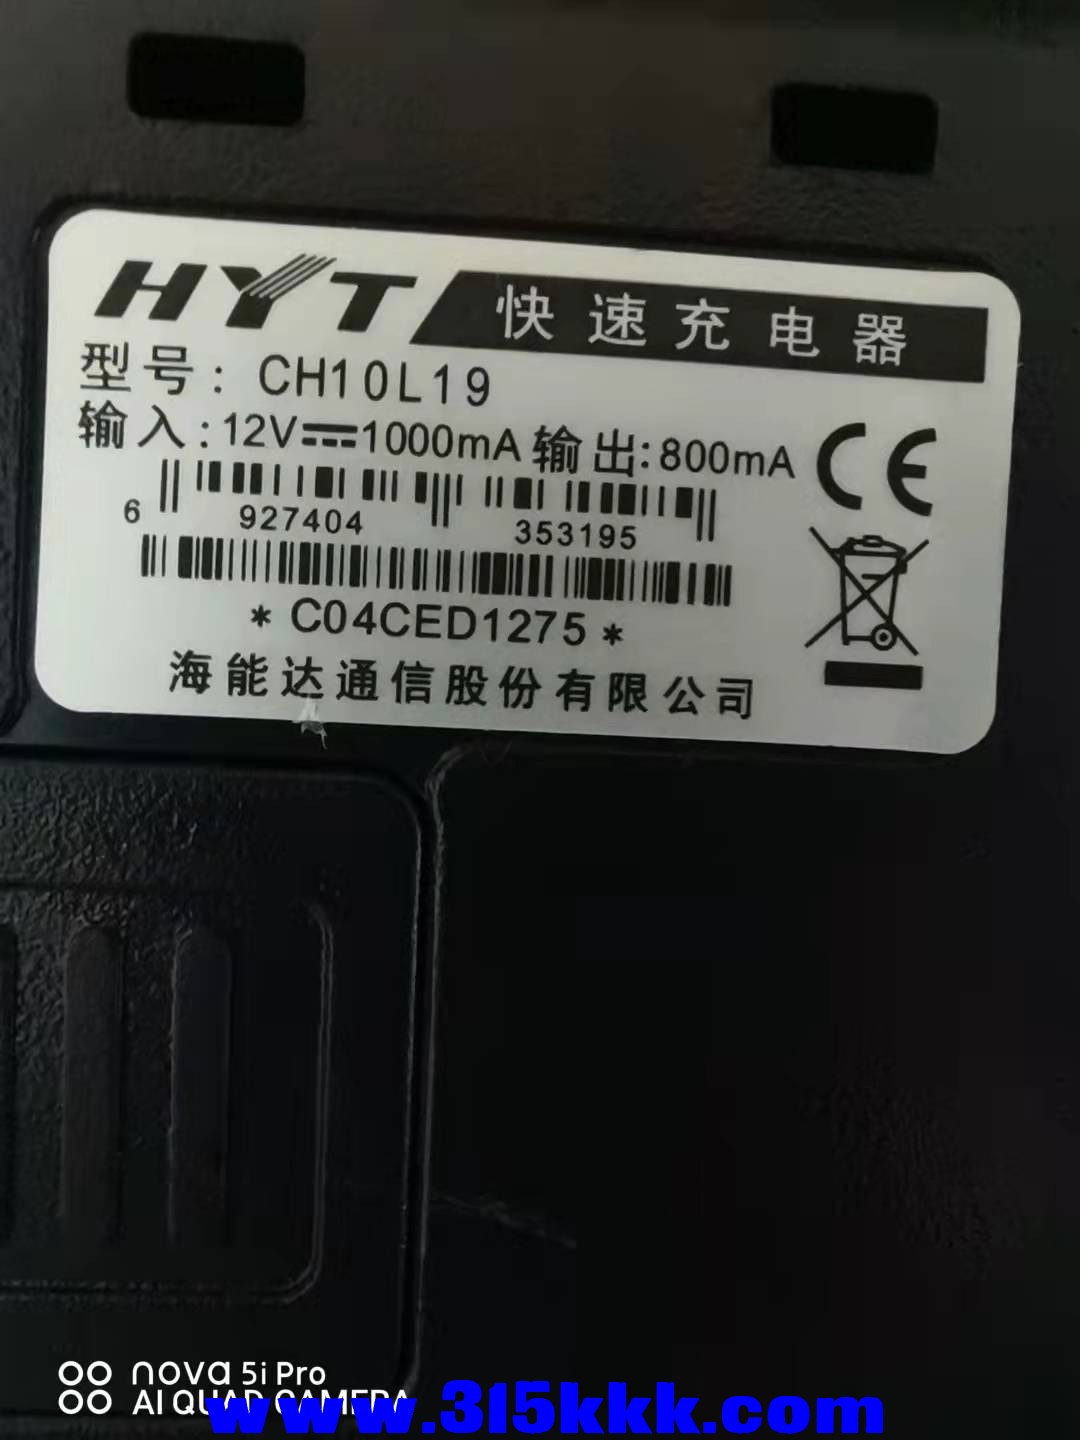 HYT 快速充电器
型号: CH10L19
输入: 12V⎓1000mA 输出: 800mA CE
6 927404 353195
* C04CED1275 *
海能达通信股份有限公司
nova 5i Pro
AI QUAD CAMERA
www.315kkk.com